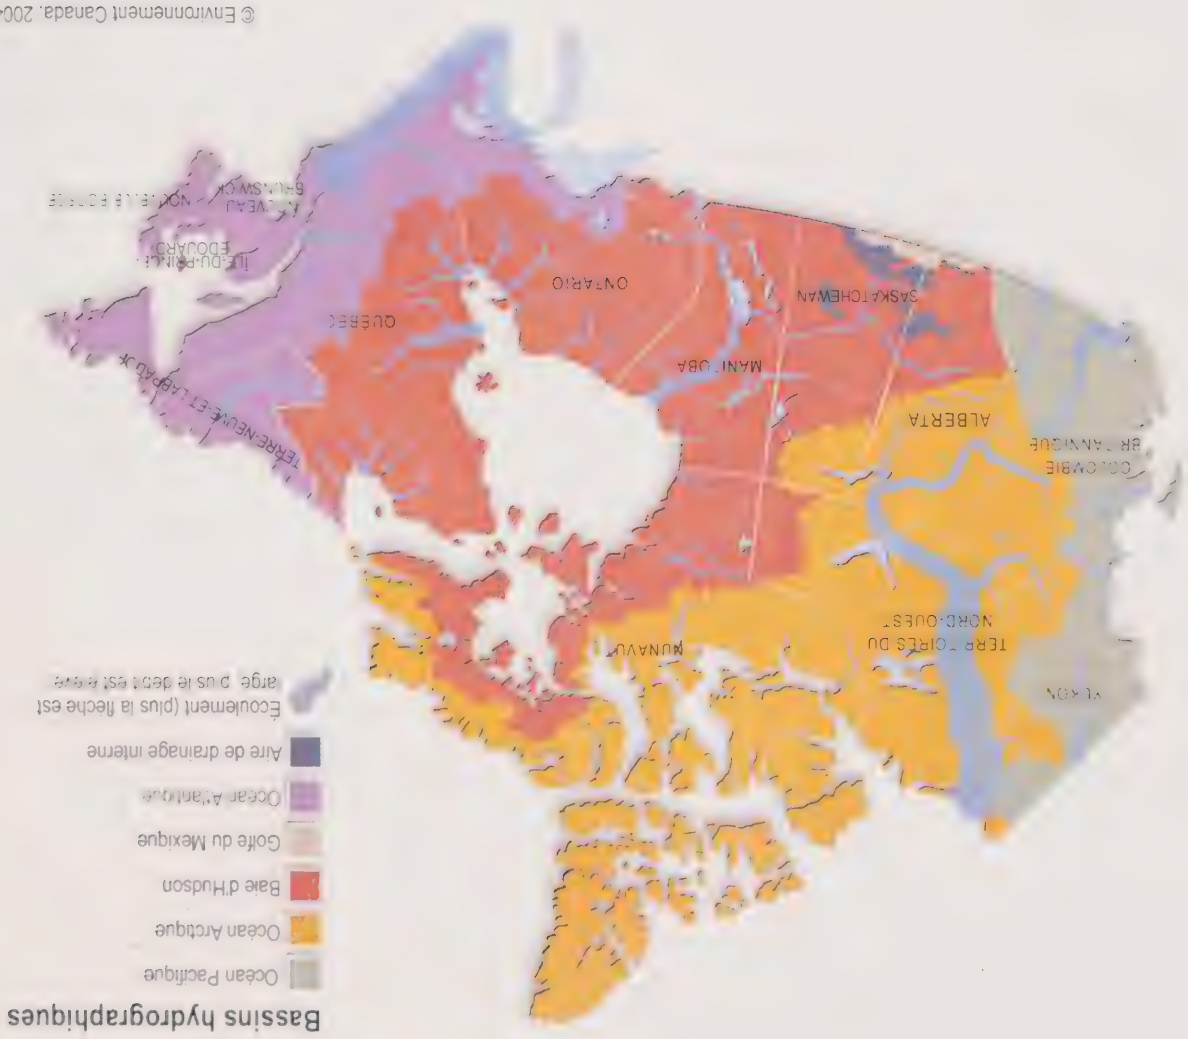 Bassins hydrographiques
Océan Pacifique
Océan Arctique
Baie d'Hudson
Golfe du Mexique
Océan Atlantique
Aire de drainage interne
Écoulement (plus la flèche est
large, plus le débit est élevé
YUKON
TERRITOIRES DU
NORD-OUEST
NUNAVUT
COLOMBIE
BRITANNIQUE
ALBERTA
SASKATCHEWAN
MANITOBA
ONTARIO
QUÉBEC
TERRE-NEUVE-ET-LABRADOR
ÎLE-DU-PRINCE-
ÉDOUARD
NOUVEAU
BRUNSWICK
NOUVELLE-ÉCOSSE
© Environnement Canada, 2004